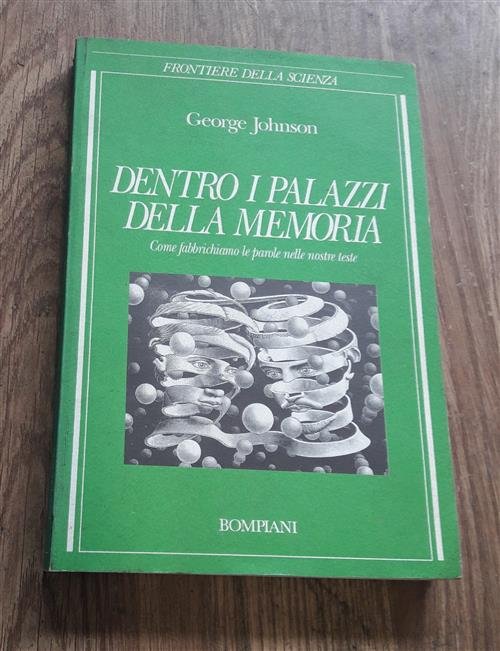 FRONTIERE DELLA SCIENZA
George Johnson
DENTRO I PALAZZI
DELLA MEMORIA
Come fabbrichiamo le parole nelle nostre teste
BOMPIANI